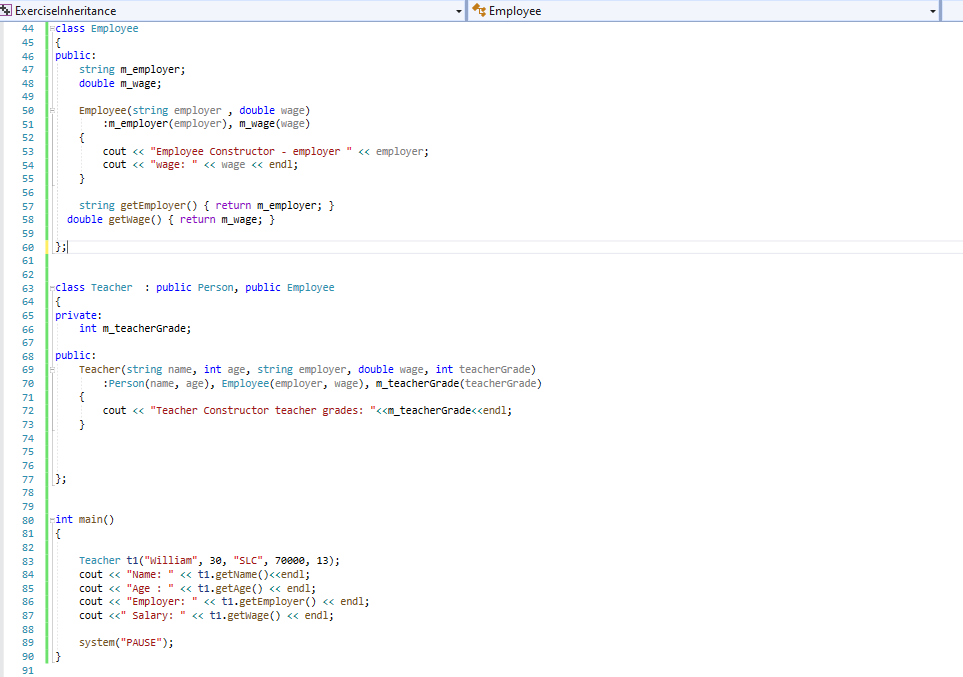 ExerciseInheritance Employee
44 class Employee
45 {
46 public:
47 string m_employer;
48 double m_wage;
49
50 Employee(string employer , double wage)
51 :m_employer(employer), m_wage(wage)
52 {
53 cout << "Employee Constructor - employer " << employer;
54 cout << "wage: " << wage << endl;
55 }
56
57 string getEmployer() { return m_employer; }
58 double getWage() { return m_wage; }
59
60 };
61
62
63 class Teacher  : public Person, public Employee
64 {
65 private:
66 int m_teacherGrade;
67
68 public:
69 Teacher(string name, int age, string employer, double wage, int teacherGrade)
70 :Person(name, age), Employee(employer, wage), m_teacherGrade(teacherGrade)
71 {
72 cout << "Teacher Constructor teacher grades: "<<m_teacherGrade<<endl;
73 }
74
75
76
77 };
78
79
80 int main()
81 {
82
83 Teacher t1("William", 30, "SLC", 70000, 13);
84 cout << "Name: " << t1.getName()<<endl;
85 cout << "Age : " << t1.getAge() << endl;
86 cout << "Employer: " << t1.getEmployer() << endl;
87 cout <<" Salary: " << t1.getWage() << endl;
88
89 system("PAUSE");
90 }
91